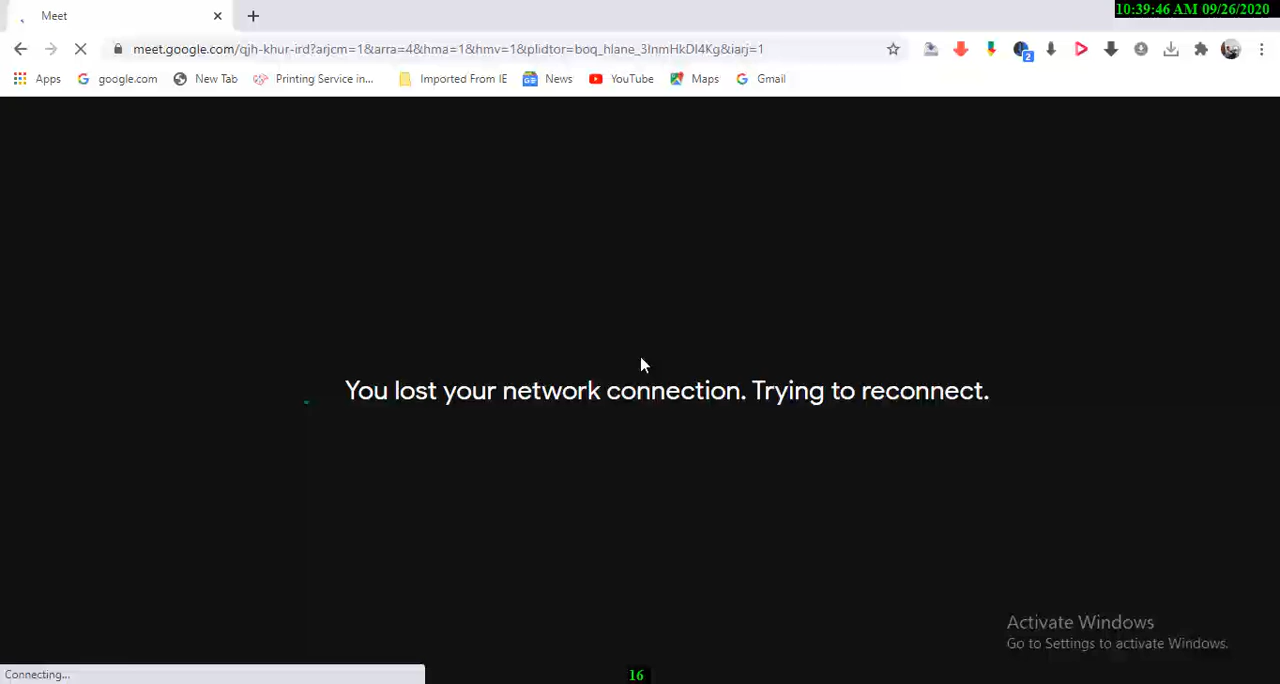 Meet
10:39:46 AM 09/26/2020
meet.google.com/qjh-khur-ird?arjcm=1&arra=4&hma=1&hmv=1&plidtor=boq_hlane_3InmHkDI4Kg&iarj=1
2
Apps google.com New Tab Printing Service in... Imported From IE News YouTube Maps Gmail
You lost your network connection. Trying to reconnect.
Activate Windows
Go to Settings to activate Windows.
Connecting...
16